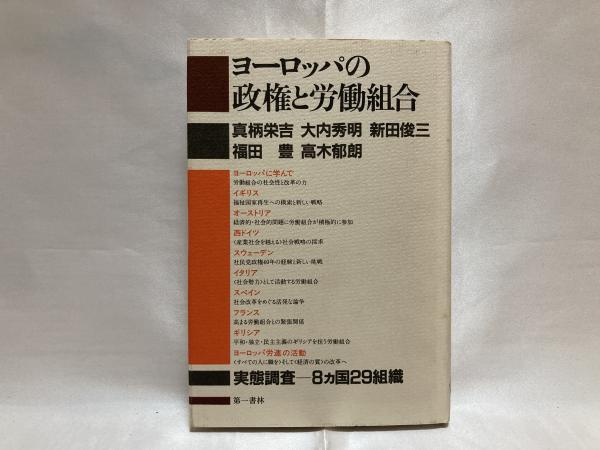 ヨーロッパの
政権と労働組合
真柄栄吉 大内秀明 新田俊三
福田 豊 高木郁朗
ヨーロッパに学んで
労働組合の社会性と改革の力
イギリス
福祉国家再生への模索と新しい戦略
オーストリア
経済的・社会的問題に労働組合が積極的に参加
西ドイツ
〈産業社会を越える〉社会戦略の探求
スウェーデン
社民党政権40年の経験と新しい挑戦
イタリア
〈社会勢力〉として活動する労働組合
スペイン
社会改革をめぐる活発な論争
フランス
高まる労働組合との緊張関係
ギリシア
平和・独立・民主主義のギリシアを担う労働組合
ヨーロッパ労連の活動
〈すべての人に職を〉そして〈経済の質〉の改革へ
実態調査—8ヵ国29組織
第一書林